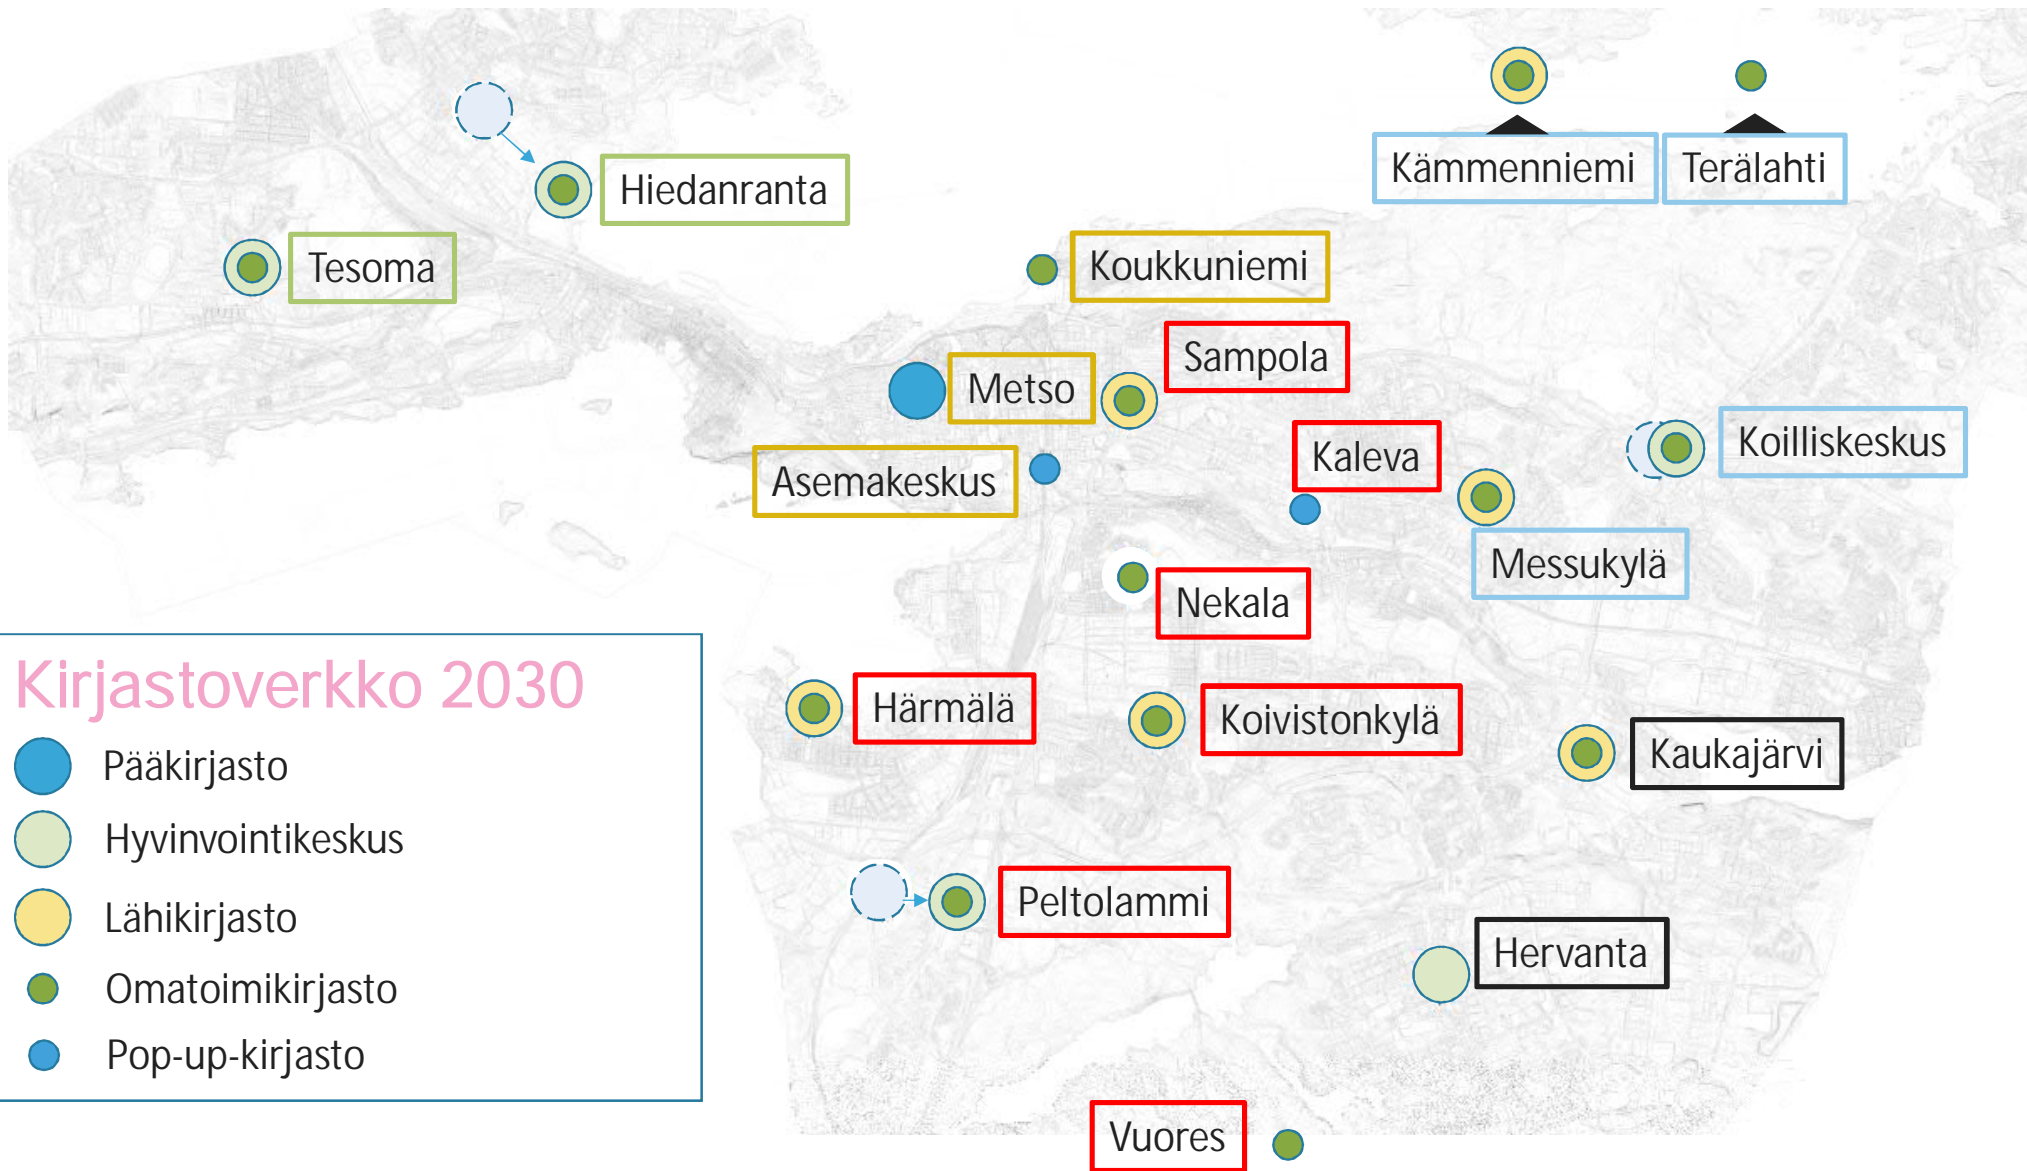 Kämmenniemi
Terälahti
Hiedanranta
Tesoma
Koukkuniemi
Sampola
Metso
Kaleva
Koilliskeskus
Asemakeskus
Messukylä
Nekala
Härmälä
Koivistonkylä
Kaukajärvi
Peltolammi
Hervanta
Vuores
Kirjastoverkko 2030
Pääkirjasto
Hyvinvointikeskus
Lähikirjasto
Omatoimikirjasto
Pop-up-kirjasto